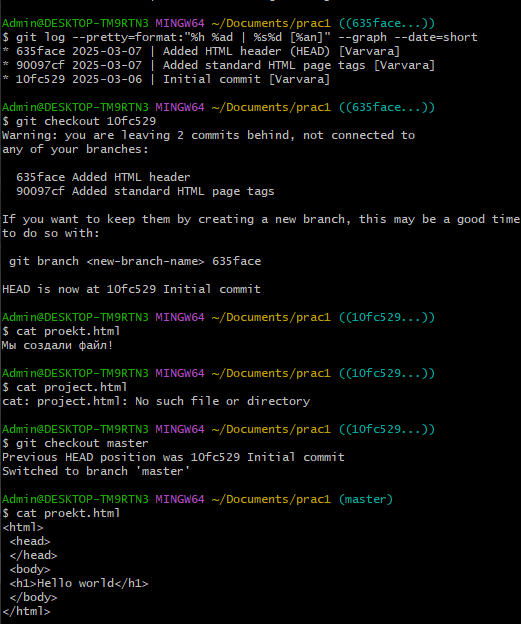 Admin@DESKTOP-TM9RTN3 MINGW64 ~/Documents/prac1 ((635face...))
$ git log --pretty=format:"%h %ad | %s%d [%an]" --graph --date=short
* 635face 2025-03-07 | Added HTML header (HEAD) [Varvara]
* 90097cf 2025-03-07 | Added standard HTML page tags [Varvara]
* 10fc529 2025-03-06 | Initial commit [Varvara]
Admin@DESKTOP-TM9RTN3 MINGW64 ~/Documents/prac1 ((635face...))
$ git checkout 10fc529
Warning: you are leaving 2 commits behind, not connected to
any of your branches:
635face Added HTML header
90097cf Added standard HTML page tags
If you want to keep them by creating a new branch, this may be a good time
to do so with:
git branch <new-branch-name> 635face
HEAD is now at 10fc529 Initial commit
Admin@DESKTOP-TM9RTN3 MINGW64 ~/Documents/prac1 ((10fc529...))
$ cat proekt.html
Мы создали файл!
Admin@DESKTOP-TM9RTN3 MINGW64 ~/Documents/prac1 ((10fc529...))
$ cat project.html
cat: project.html: No such file or directory
Admin@DESKTOP-TM9RTN3 MINGW64 ~/Documents/prac1 ((10fc529...))
$ git checkout master
Previous HEAD position was 10fc529 Initial commit
Switched to branch 'master'
Admin@DESKTOP-TM9RTN3 MINGW64 ~/Documents/prac1 (master)
$ cat proekt.html
<html>
<head>
</head>
<body>
<h1>Hello world</h1>
</body>
</html>